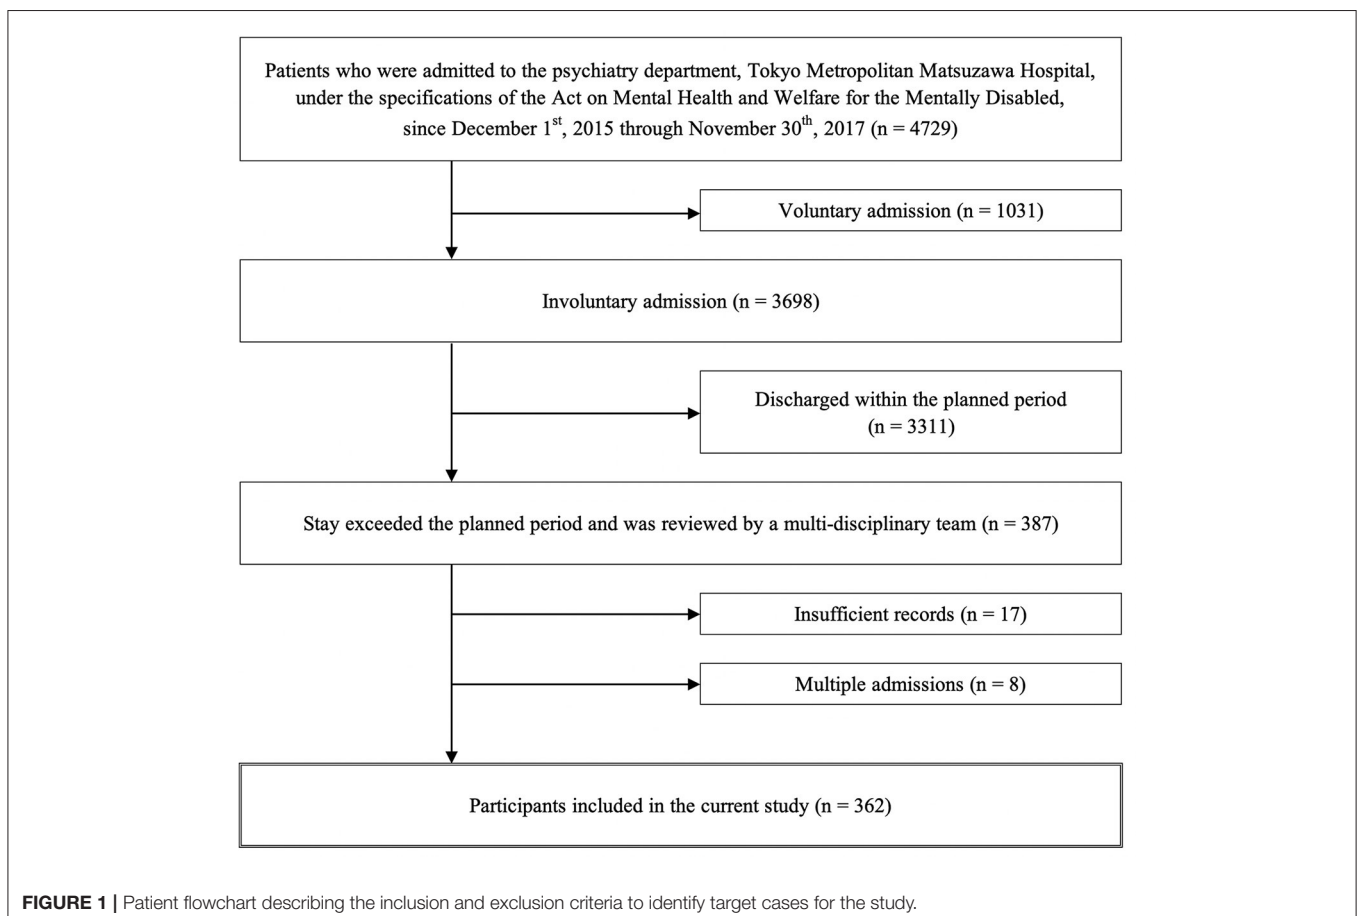 Patients who were admitted to the psychiatry department, Tokyo Metropolitan Matsuzawa Hospital,
under the specifications of the Act on Mental Health and Welfare for the Mentally Disabled,
since December 1st, 2015 through November 30th, 2017 (n = 4729)
Voluntary admission (n = 1031)
Involuntary admission (n = 3698)
Discharged within the planned period
(n = 3311)
Stay exceeded the planned period and was reviewed by a multi-disciplinary team (n = 387)
Insufficient records (n = 17)
Multiple admissions (n = 8)
Participants included in the current study (n = 362)
FIGURE 1 | Patient flowchart describing the inclusion and exclusion criteria to identify target cases for the study.